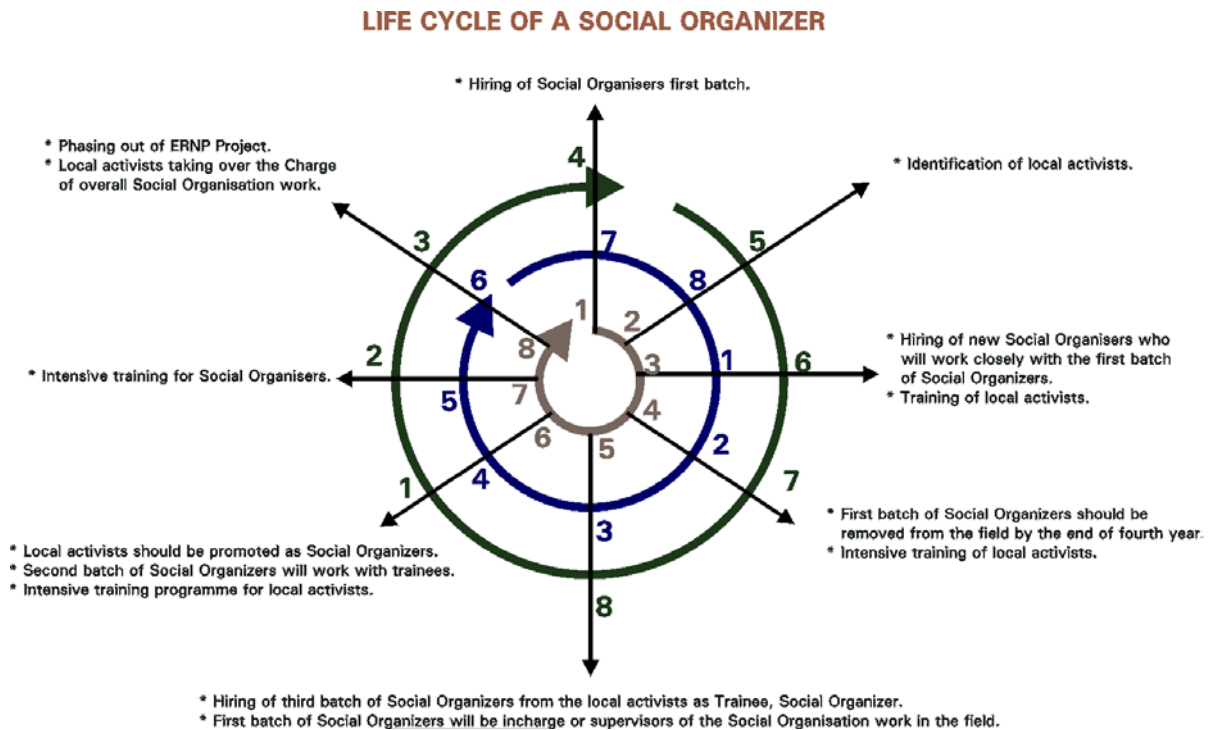 LIFE CYCLE OF A SOCIAL ORGANIZER
* Hiring of Social Organisers first batch.
* Phasing out of ERNP Project.
* Local activists taking over the Charge
of overall Social Organisation work.
* Identification of local activists.
4
5
3
7
6
8
1
2
8
3
2
* Intensive training for Social Organisers.
7
1
6
* Hiring of new Social Organisers who
will work closely with the first batch
of Social Organizers.
* Training of local activists.
5
6
4
5
2
4
3
1
7
* First batch of Social Organizers should be
removed from the field by the end of fourth year.
* Intensive training of local activists.
* Local activists should be promoted as Social Organizers.
* Second batch of Social Organizers will work with trainees.
* Intensive training programme for local activists.
8
* Hiring of third batch of Social Organizers from the local activists as Trainee, Social Organizer.
* First batch of Social Organizers will be incharge or supervisors of the Social Organisation work in the field.